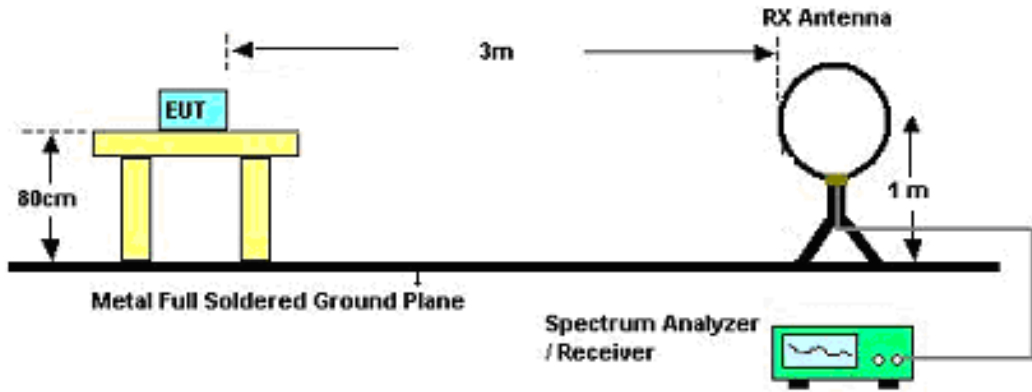 RX Antenna
3m
EUT
80cm
1 m
Metal Full Soldered Ground Plane
Spectrum Analyzer
/ Receiver